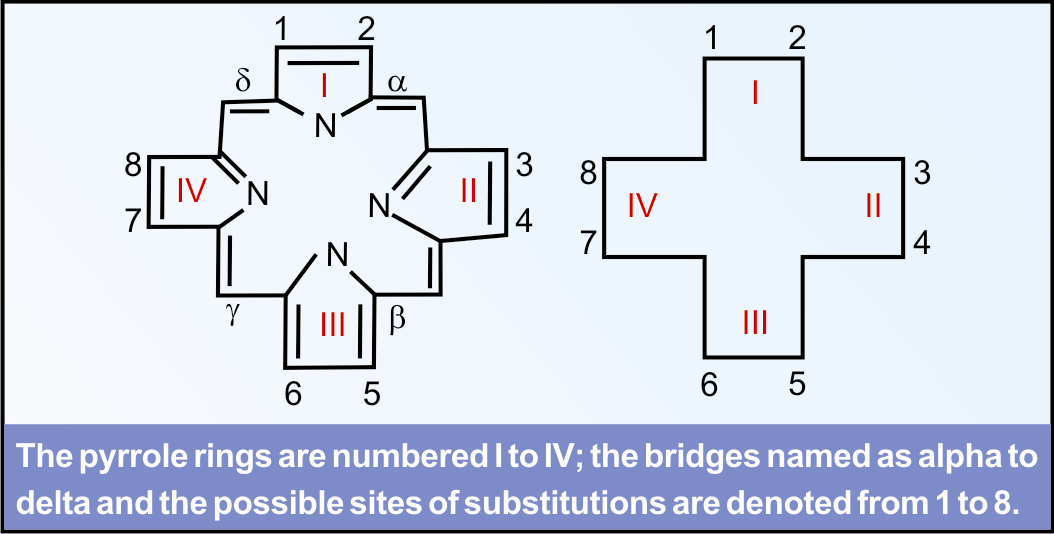 1 2
δ I α
N
8 3
IV N N II
7 4
N
γ III β
6 5
1 2
I
8 3
IV II
7 4
III
6 5
The pyrrole rings are numbered I to IV; the bridges named as alpha to
delta and the possible sites of substitutions are denoted from 1 to 8.